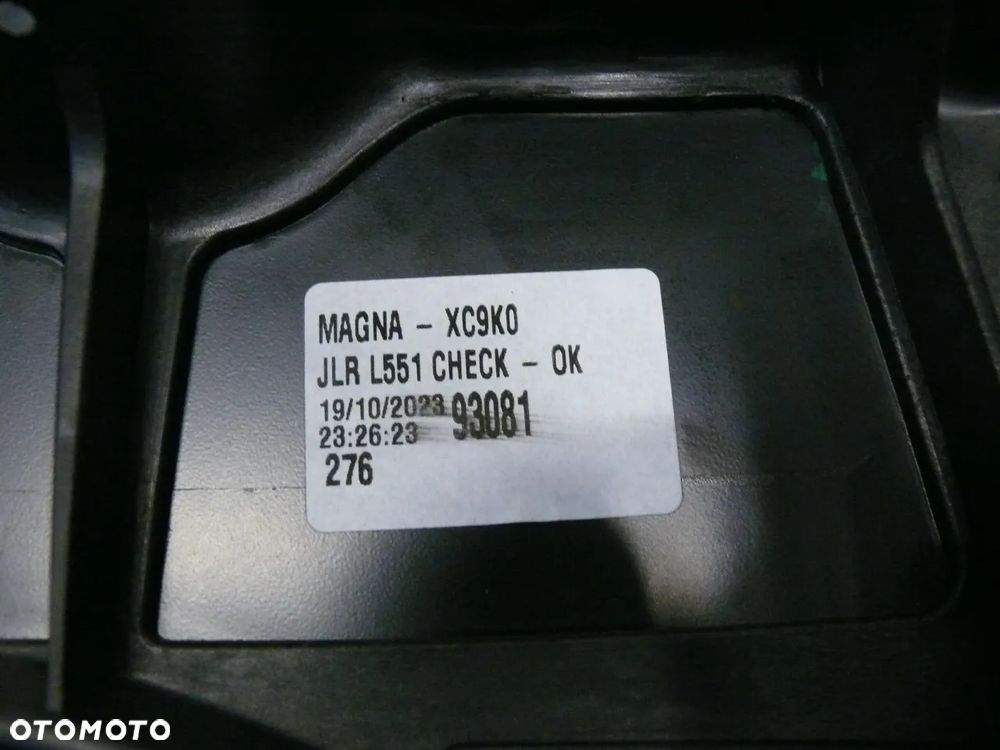 MAGNA - XC9K0
JLR L551 CHECK - OK
19/10/2023 93081
23:26:23
276
OTOMOTO